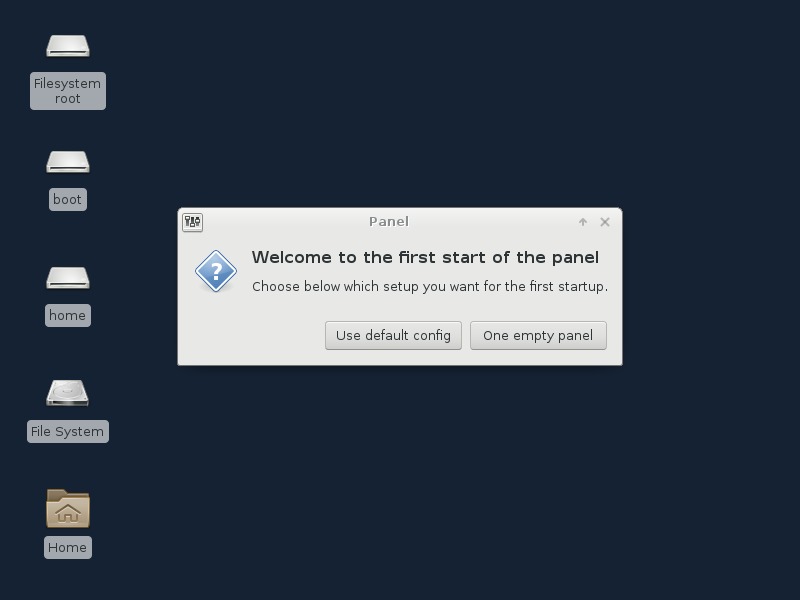 Filesystem
root
boot
home
File System
Home
Panel
Welcome to the first start of the panel
Choose below which setup you want for the first startup.
Use default config
One empty panel